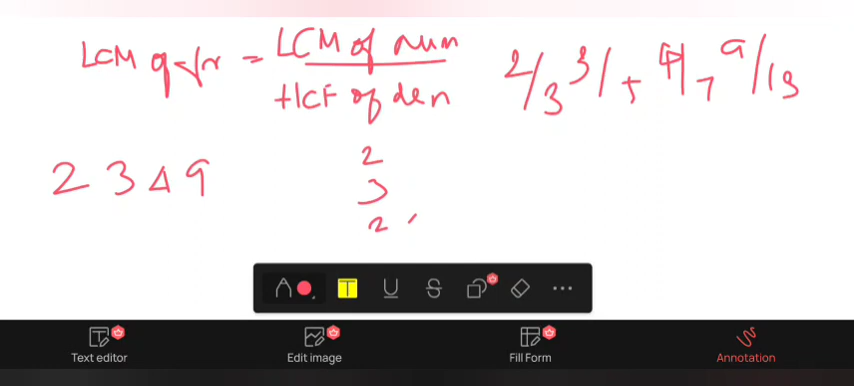 LCM of fr = LCM of num
HCF of den
2/3 3/5 4/7 9/13
2 3 4 9
2
3
2
T U S
Text editor
Edit image
Fill Form
Annotation